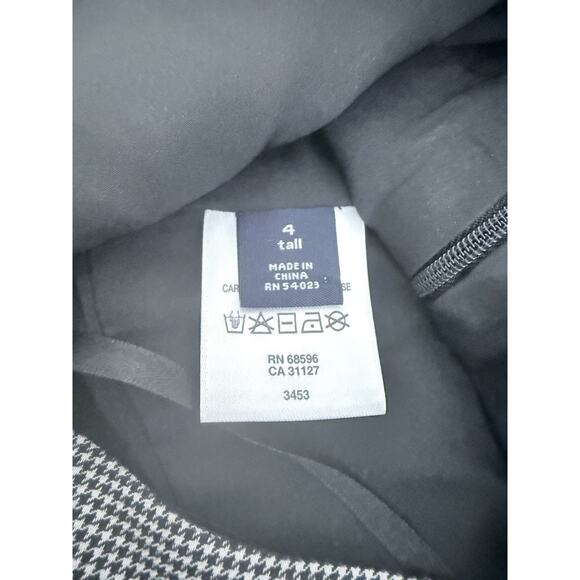 4
tall
MADE IN
CHINA
RN 54023
RN 68596
CA 31127
3453